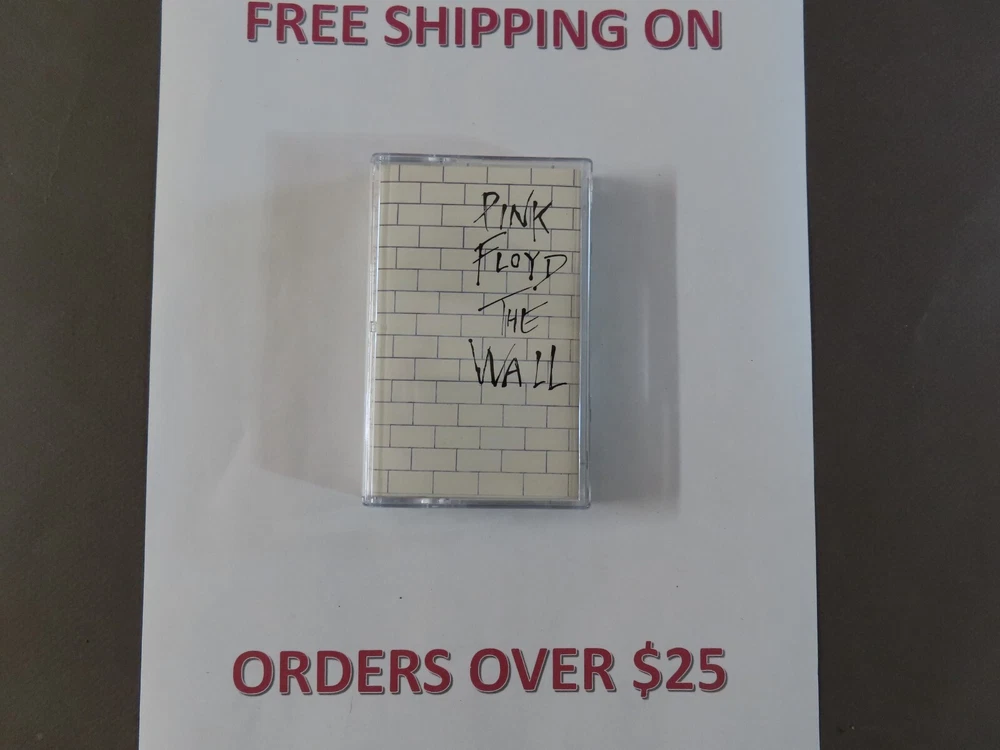 FREE SHIPPING ON
PINK
FLOYD
THE
WALL
ORDERS OVER $25